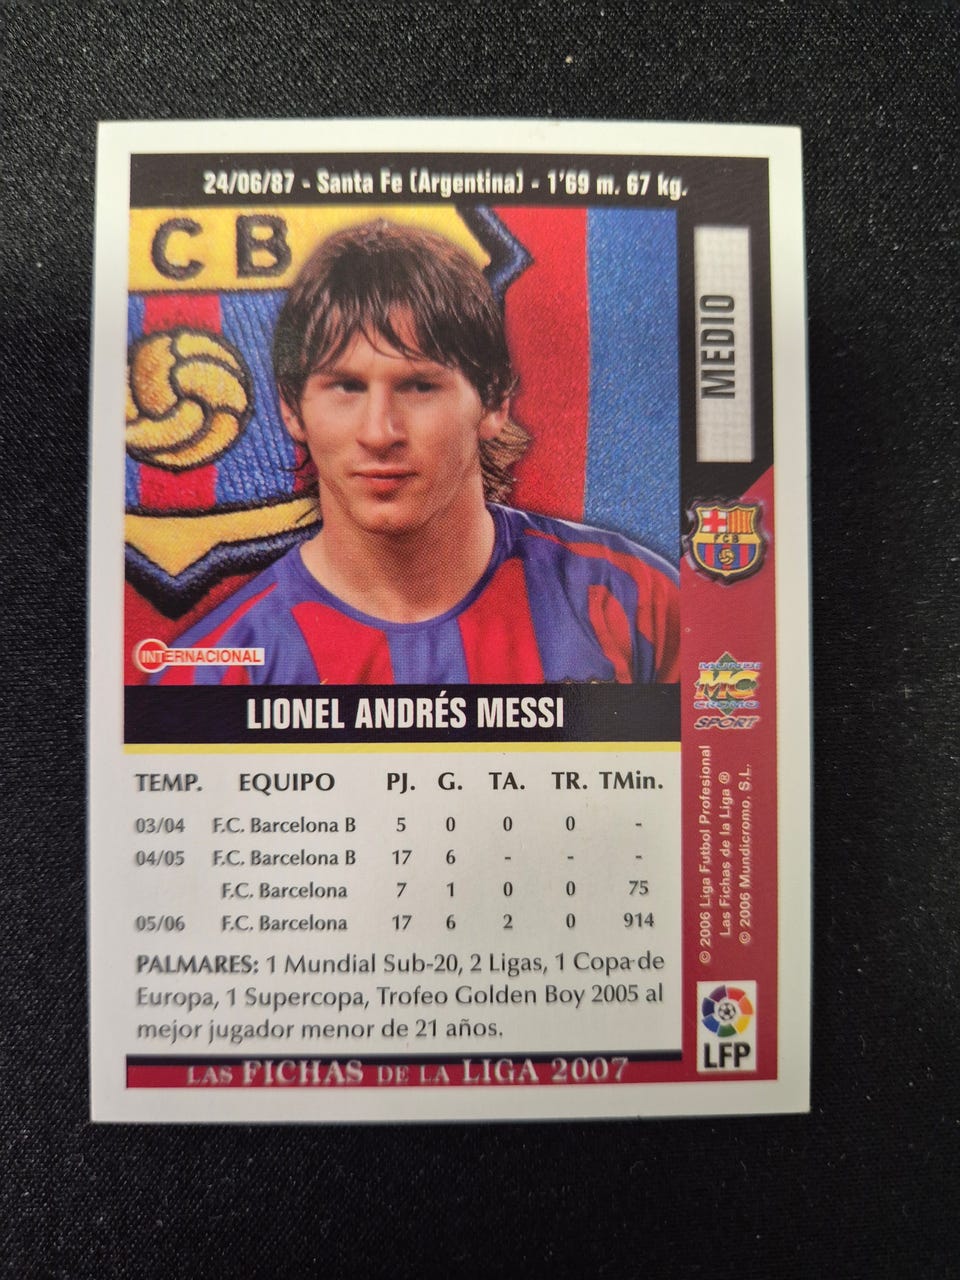 24/06/87 - Santa Fe (Argentina) - 1'69 m. 67 kg.
C B
MEDIO
FCB
INTERNACIONAL
MUNDI
MC
CROMO
SPORT
LIONEL ANDRÉS MESSI
TEMP. EQUIPO PJ. G. TA. TR. TMin.
03/04 F.C. Barcelona B 5 0 0 0 -
04/05 F.C. Barcelona B 17 6 - - -
F.C. Barcelona 7 1 0 0 75
05/06 F.C. Barcelona 17 6 2 0 914
PALMARES: 1 Mundial Sub-20, 2 Ligas, 1 Copa de
Europa, 1 Supercopa, Trofeo Golden Boy 2005 al
mejor jugador menor de 21 años.
LAS FICHAS DE LA LIGA 2007
© 2006 Liga Futbol Profesional
Las Fichas de la Liga ®
© 2006 Mundicromo, S.L.
LFP